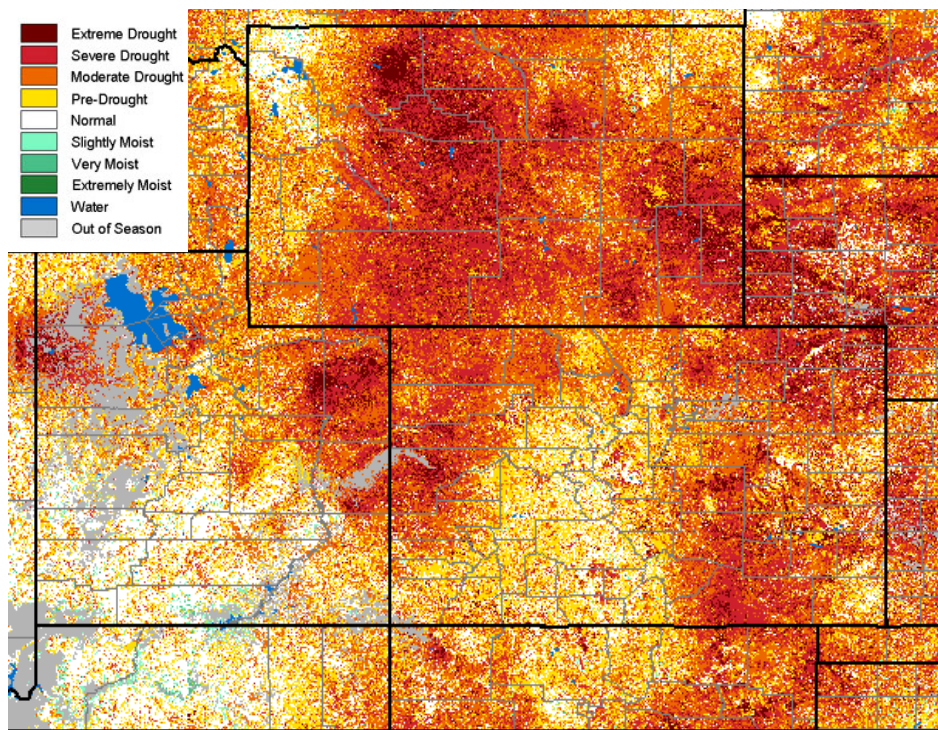 Extreme Drought
Severe Drought
Moderate Drought
Pre-Drought
Normal
Slightly Moist
Very Moist
Extremely Moist
Water
Out of Season